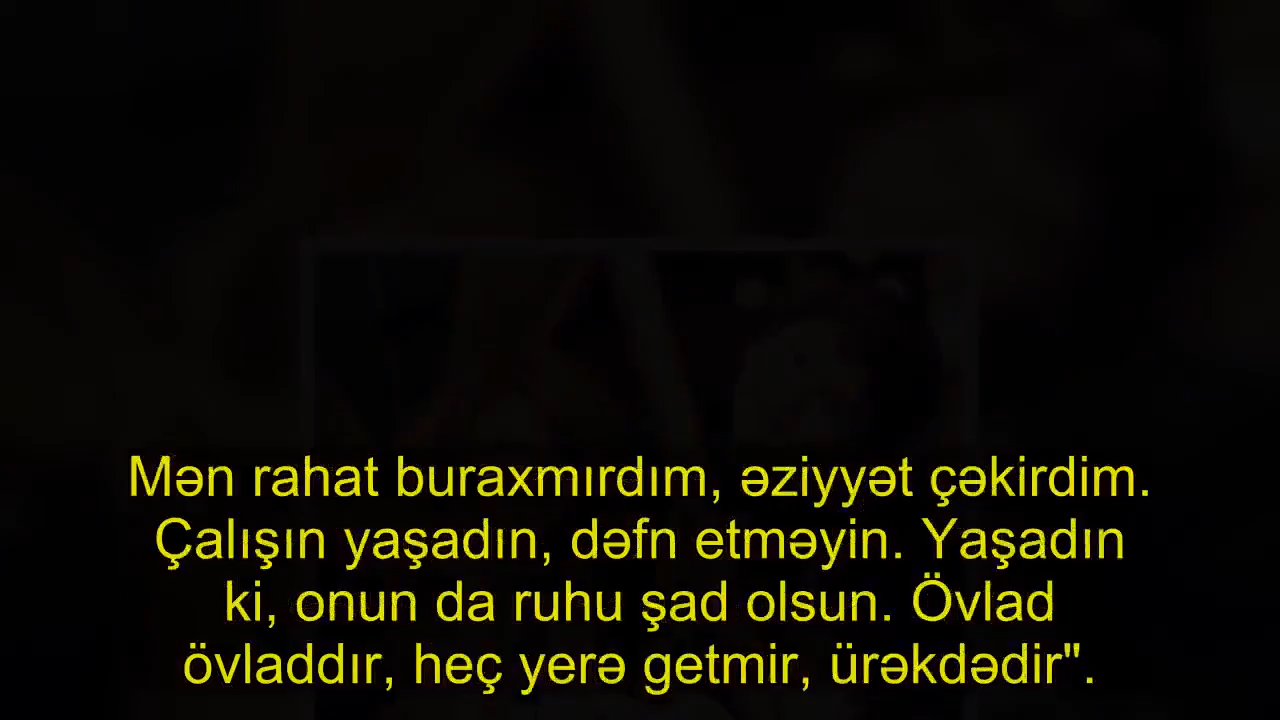 Mən rahat buraxmırdım, əziyyət çəkirdim.
Çalışın yaşadın, dəfn etməyin. Yaşadın
ki, onun da ruhu şad olsun. Övlad
övladdır, heç yerə getmir, ürəkdədir".